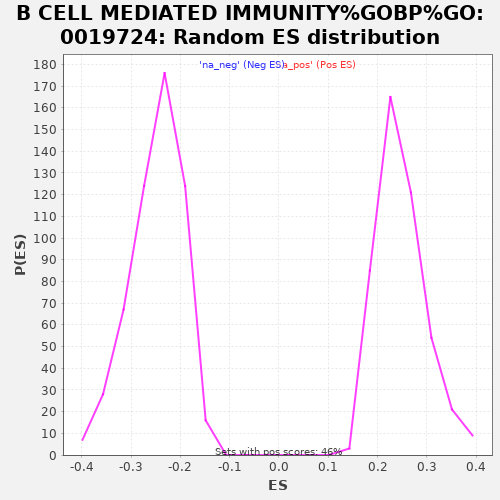 B CELL MEDIATED IMMUNITY%GOBP%GO:
0019724: Random ES distribution
'na_neg' (Neg ES)
a_pos' (Pos ES)
180
170
160
150
140
130
120
110
100
90
80
70
60
50
40
30
20
10
0
P(ES)
Sets with pos scores: 46%
-0.4 -0.3 -0.2 -0.1 0.0 0.1 0.2 0.3 0.4
ES